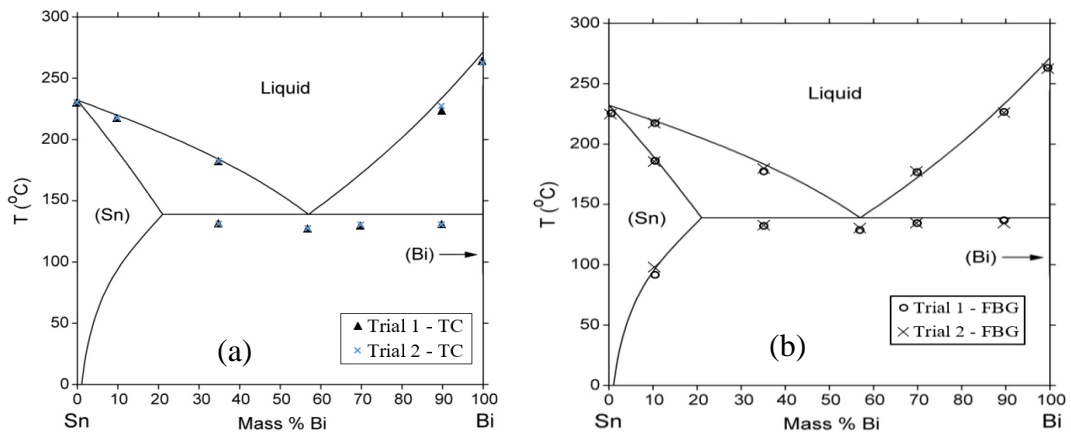 300
250
200
150
100
50
0
T (⁰C)
Liquid
(Sn)
(Bi)
Trial 1 - TC
Trial 2 - TC
(a)
0 10 20 30 40 50 60 70 80 90 100
Sn Mass % Bi Bi
300
250
200
150
100
50
0
T (⁰C)
Liquid
(Sn)
(Bi)
Trial 1 - FBG
Trial 2 - FBG
(b)
0 10 20 30 40 50 60 70 80 90 100
Sn Mass % Bi Bi